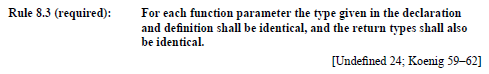 Rule 8.3 (required): For each function parameter the type given in the declaration
and definition shall be identical, and the return types shall also
be identical.
[Undefined 24; Koenig 59–62]